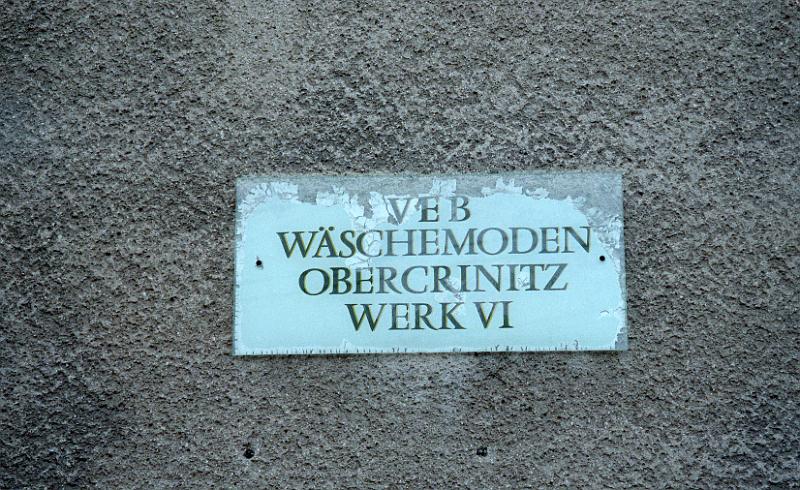 VEB
WÄSCHEMODEN
OBERCRINITZ
WERK VI